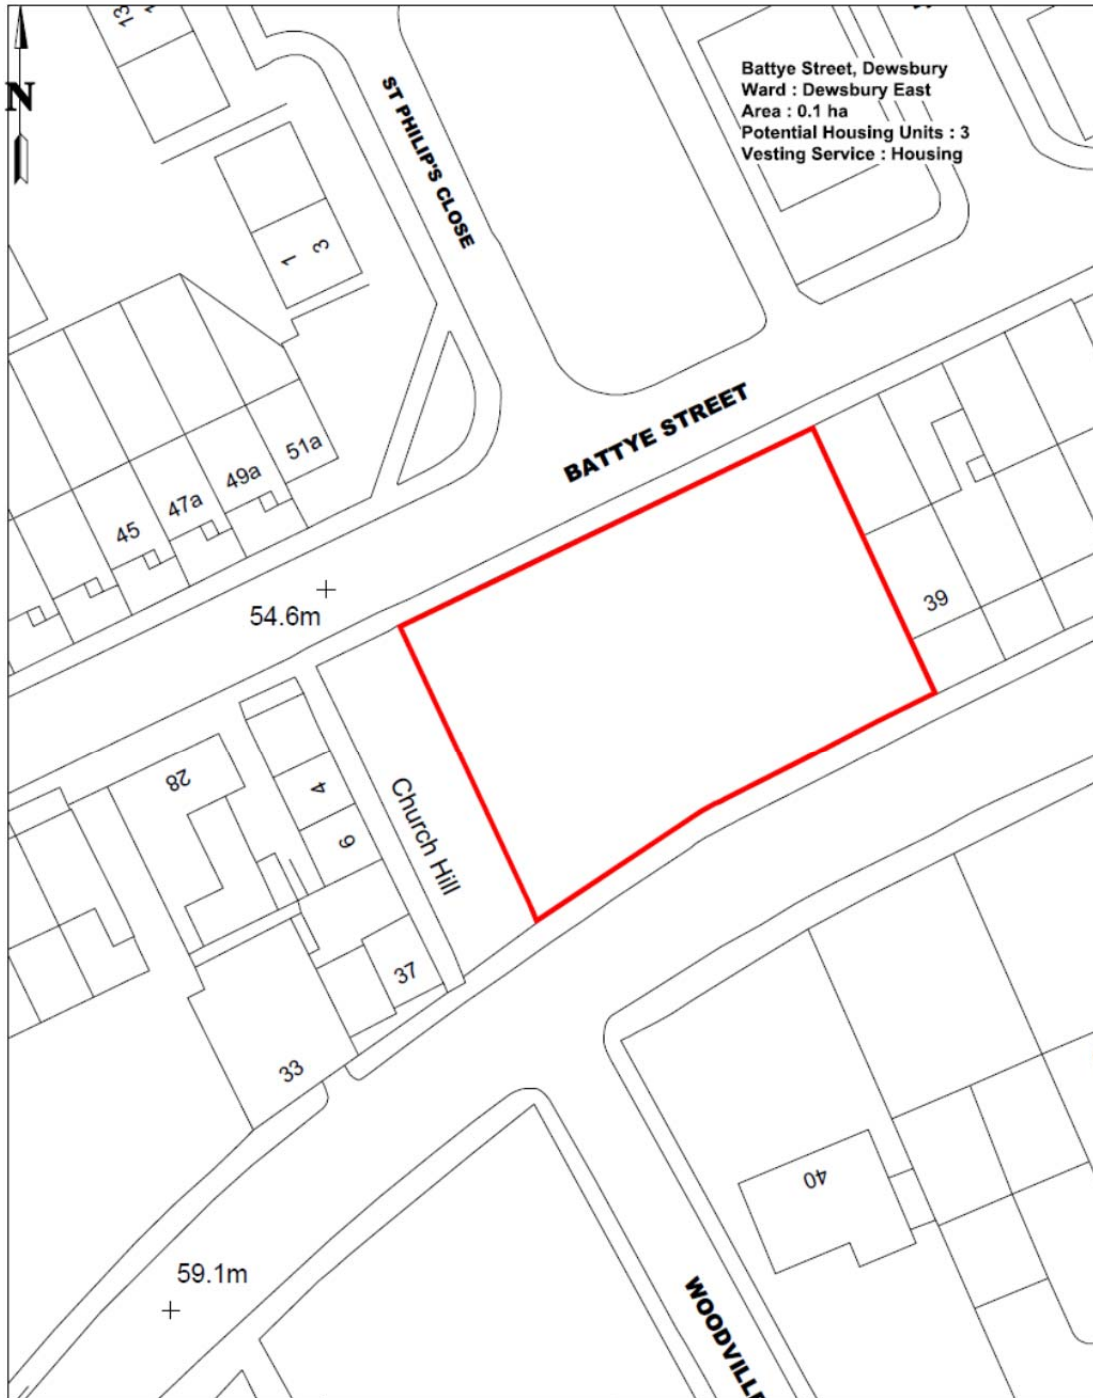 N
13
ST PHILIP'S CLOSE
Battye Street, Dewsbury
Ward : Dewsbury East
Area : 0.1 ha
Potential Housing Units : 3
Vesting Service : Housing
1
3
BATTYE STREET
51a
49a
47a
45
54.6m
39
28
4
6
Church Hill
37
33
40
59.1m